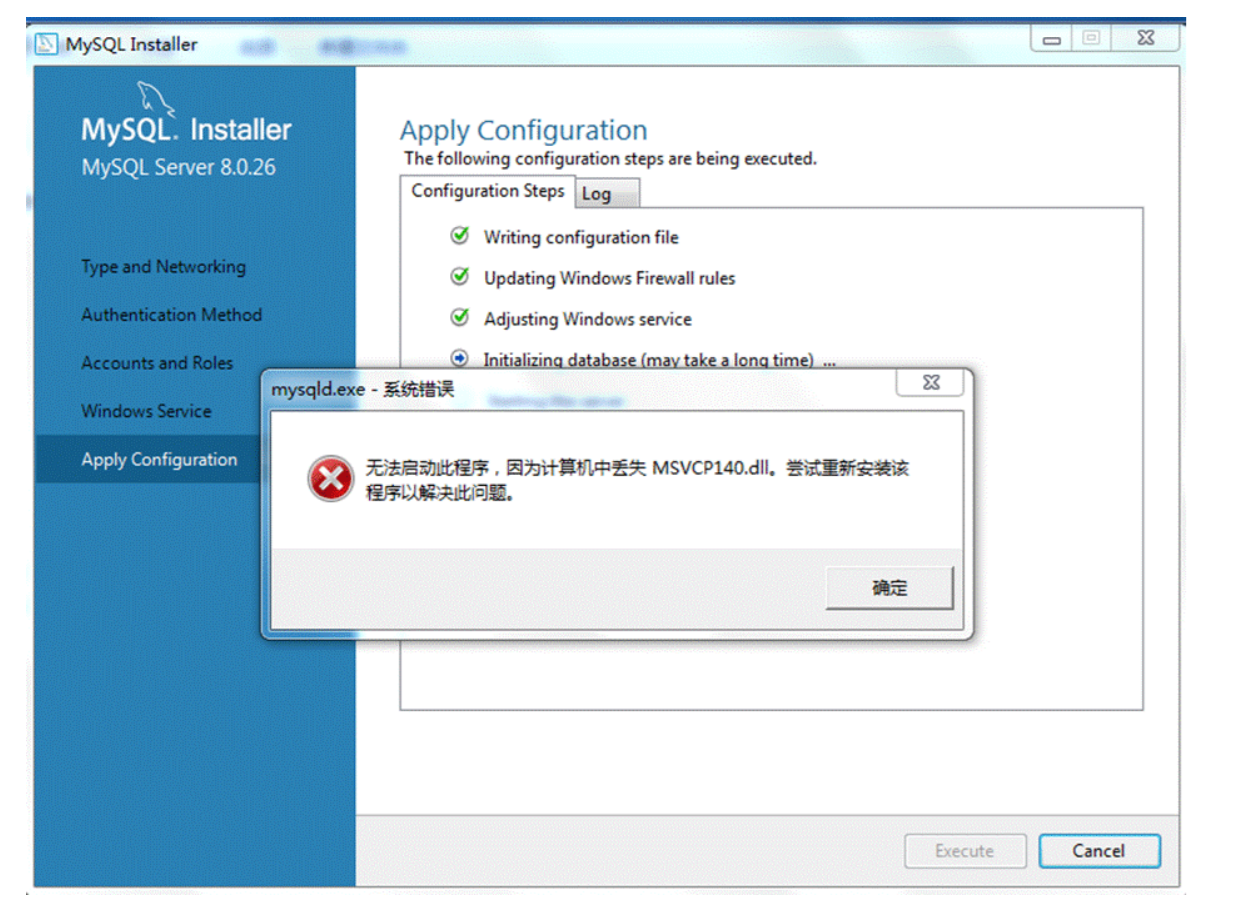 MySQL Installer
MySQL. Installer
MySQL Server 8.0.26
Type and Networking
Authentication Method
Accounts and Roles
Windows Service
Apply Configuration
Apply Configuration
The following configuration steps are being executed.
Configuration Steps
Log
Writing configuration file
Updating Windows Firewall rules
Adjusting Windows service
Initializing database (may take a long time) ...
mysqld.exe - 系统错误
无法启动此程序，因为计算机中丢失 MSVCP140.dll。尝试重新安装该
程序以解决此问题。
确定
Execute
Cancel